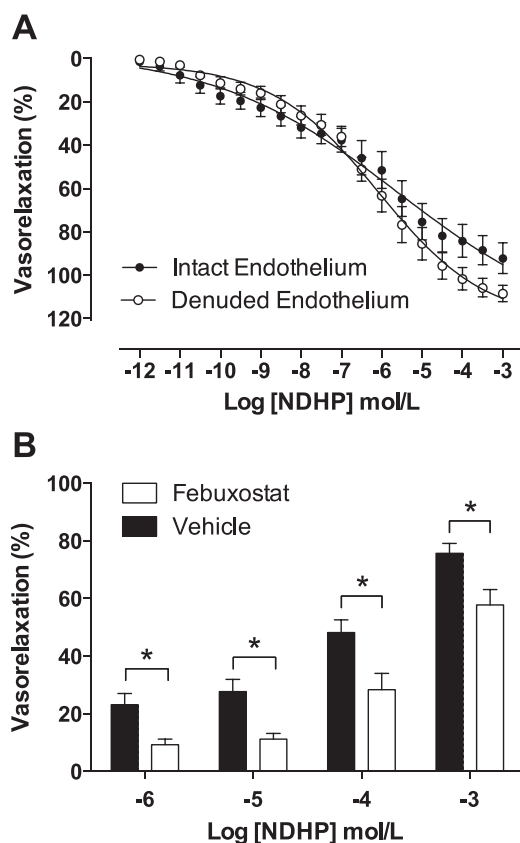 A
0
20
40
60
80
100
120
Vasorelaxation (%)
Intact Endothelium
Denuded Endothelium
-12 -11 -10 -9 -8 -7 -6 -5 -4 -3
Log [NDHP] mol/L
B
100
80
60
40
20
0
Vasorelaxation (%)
Febuxostat
Vehicle
* * * *
-6 -5 -4 -3
Log [NDHP] mol/L